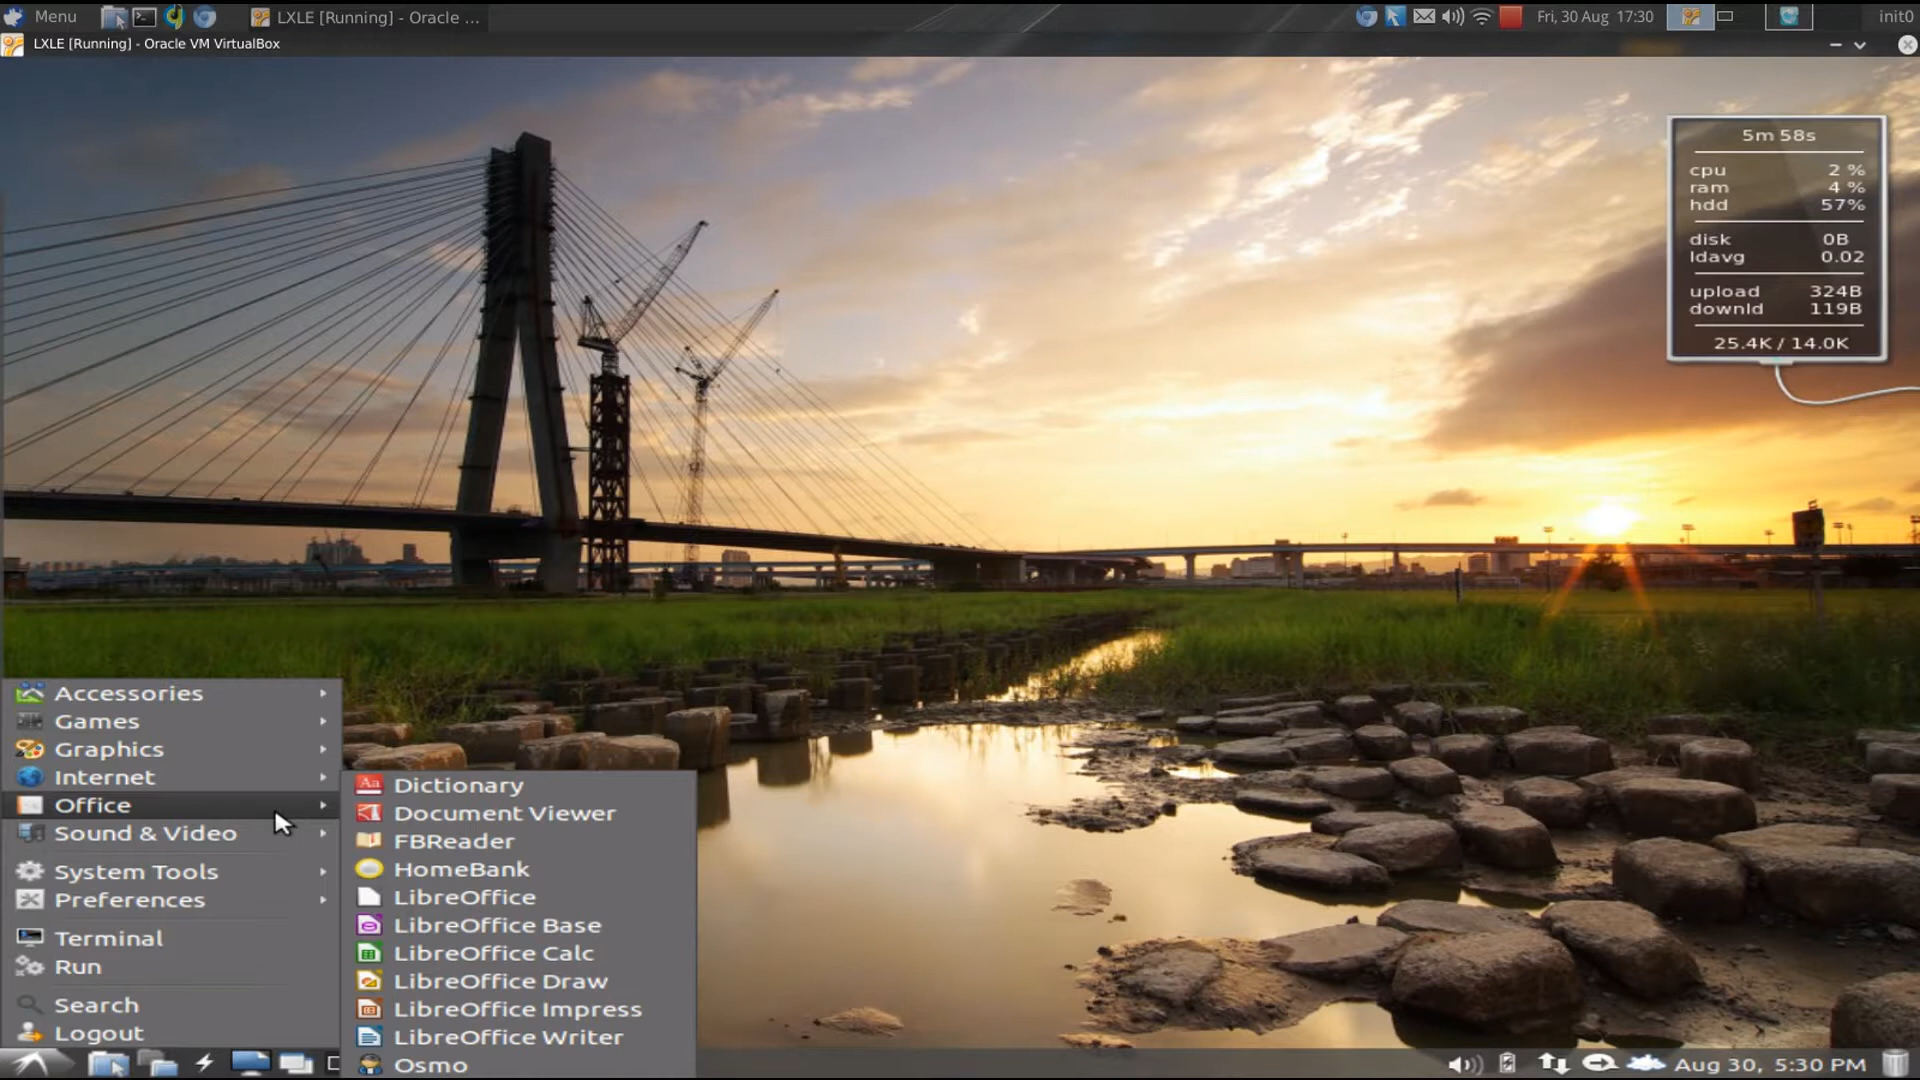 Menu
LXLE [Running] - Oracle ...
Fri, 30 Aug 17:30
init0
LXLE [Running] - Oracle VM VirtualBox
5m 58s
cpu 2 %
ram 4 %
hdd 57%
disk 0B
ldavg 0.02
upload 324B
downld 119B
25.4K / 14.0K
Accessories
Games
Graphics
Internet
Office
Sound & Video
System Tools
Preferences
Terminal
Run
Search
Logout
Aa Dictionary
Document Viewer
FBReader
HomeBank
LibreOffice
LibreOffice Base
LibreOffice Calc
LibreOffice Draw
LibreOffice Impress
LibreOffice Writer
Osmo
Aug 30, 5:30 PM